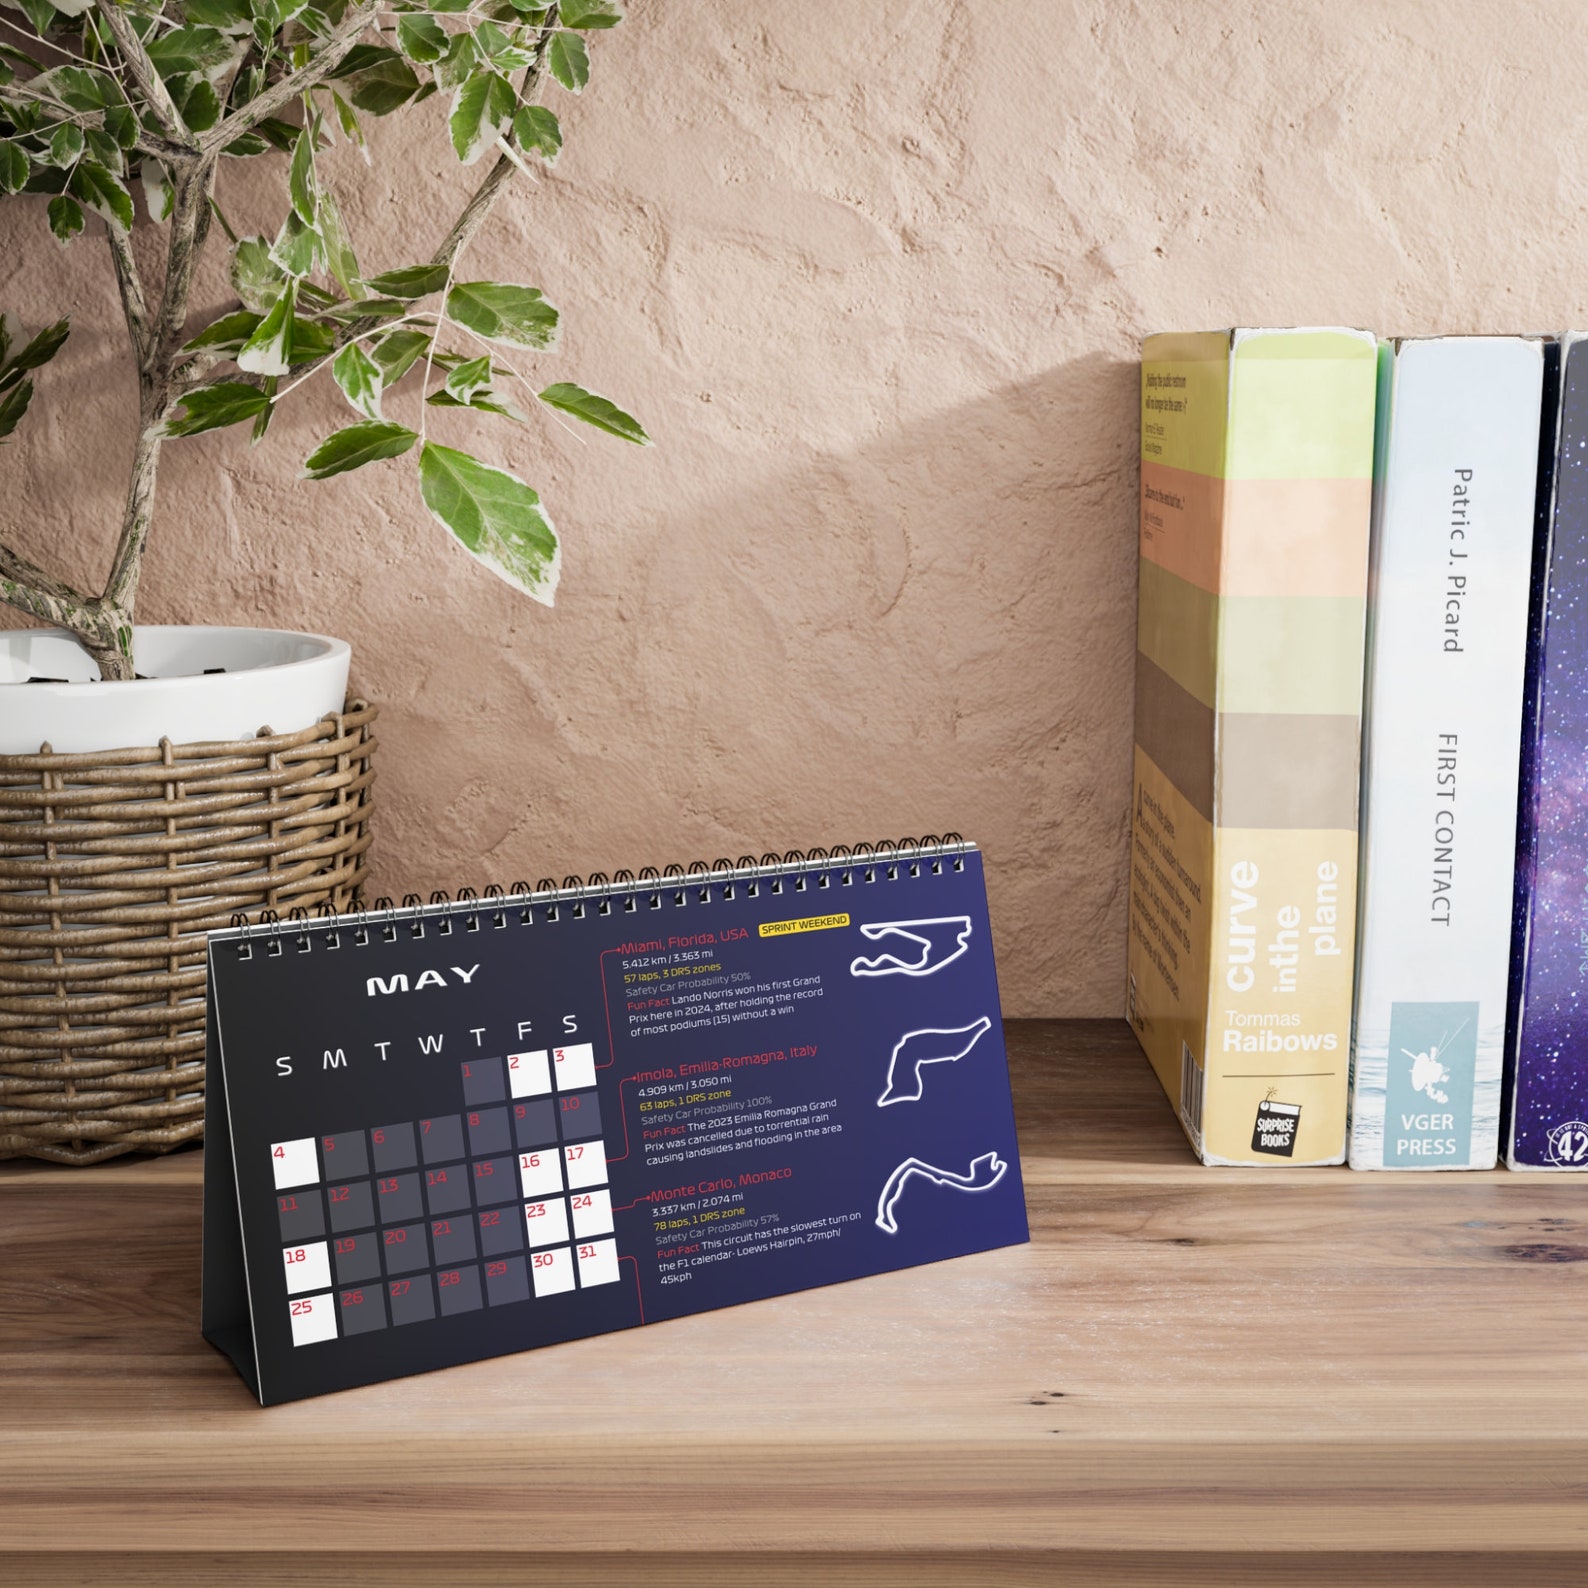 MAY
S M T W T F S
1 2 3
4 5 6 7 8 9 10
11 12 13 14 15 16 17
18 19 20 21 22 23 24
25 26 27 28 29 30 31
Miami, Florida, USA SPRINT WEEKEND
5.412 km / 3.363 mi
57 laps, 3 DRS zones
Safety Car Probability 50%
Fun Fact Lando Norris won his first Grand
Prix here in 2024, after holding the record
of most podiums (15) without a win
Imola, Emilia-Romagna, Italy
4.909 km / 3.050 mi
63 laps, 1 DRS zone
Safety Car Probability 100%
Fun Fact The 2023 Emilia Romagna Grand
Prix was cancelled due to torrential rain
causing landslides and flooding in the area
Monte Carlo, Monaco
3.337 km / 2.074 mi
78 laps, 1 DRS zone
Safety Car Probability 57%
Fun Fact This circuit has the slowest turn on
the F1 calendar- Loews Hairpin, 27mph/
45kph
curve
inthe
plane
Tommas
Raibows
SURPRISE
BOOKS
Patric J. Picard
FIRST CONTACT
VGER
PRESS
42